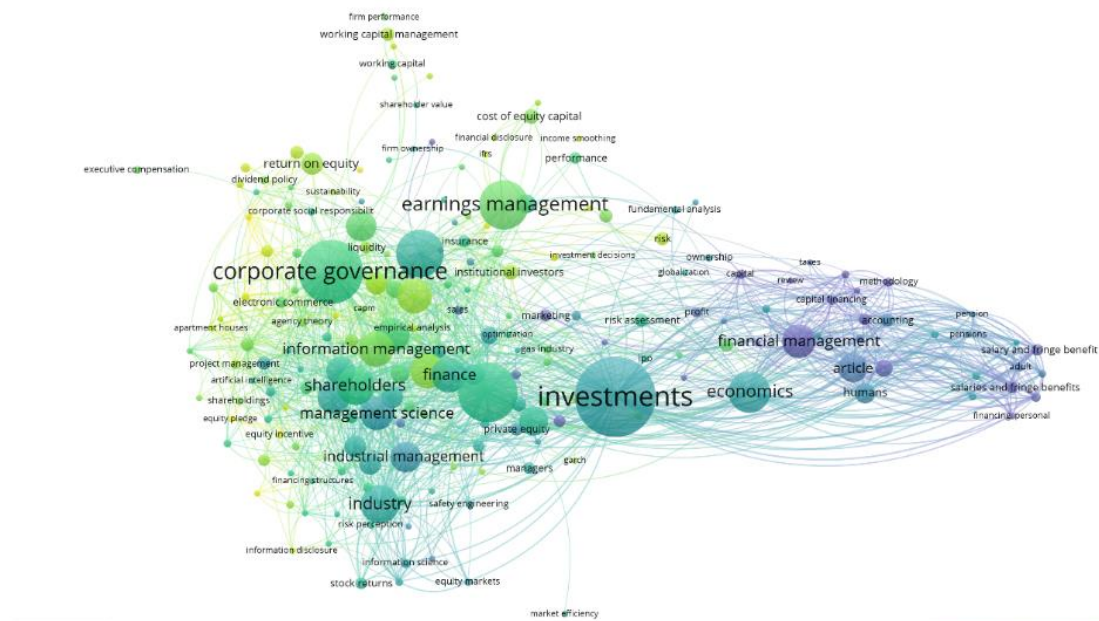 firm performance
working capital management
working capital
shareholder value
cost of equity capital
financial disclosure
income smoothing
firm ownership
ifrs
performance
return on equity
executive compensation
dividend policy
sustainability
earnings management
corporate social responsibilit
fundamental analysis
risk
insurance
liquidity
investment decisions
ownership
taxes
corporate governance
institutional investors
globalization
capital
review
methodology
electronic commerce
capm
sales
capital financing
profit
pension
marketing
risk assessment
accounting
agency theory
apartment houses
empirical analysis
optimization
pensions
financial management
information management
gas industry
salary and fringe benefit
ipo
project management
article
adult
finance
artificial intelligence
shareholders
salaries and fringe benefits
investments
economics
humans
shareholdings
management science
financing personal
equity pledge
private equity
equity incentive
industrial management
garch
managers
financing structures
industry
safety engineering
risk perception
information disclosure
information science
stock returns
equity markets
market efficiency